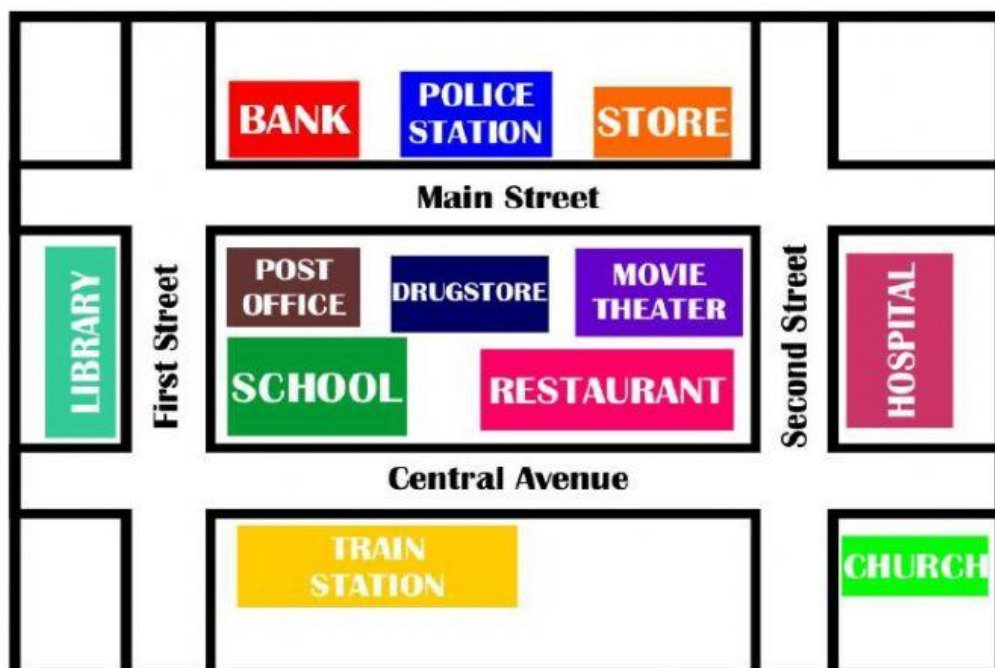 BANK
POLICE
STATION
STORE
Main Street
LIBRARY
First Street
POST
OFFICE
DRUGSTORE
MOVIE
THEATER
SCHOOL
RESTAURANT
Second Street
HOSPITAL
Central Avenue
TRAIN
STATION
CHURCH